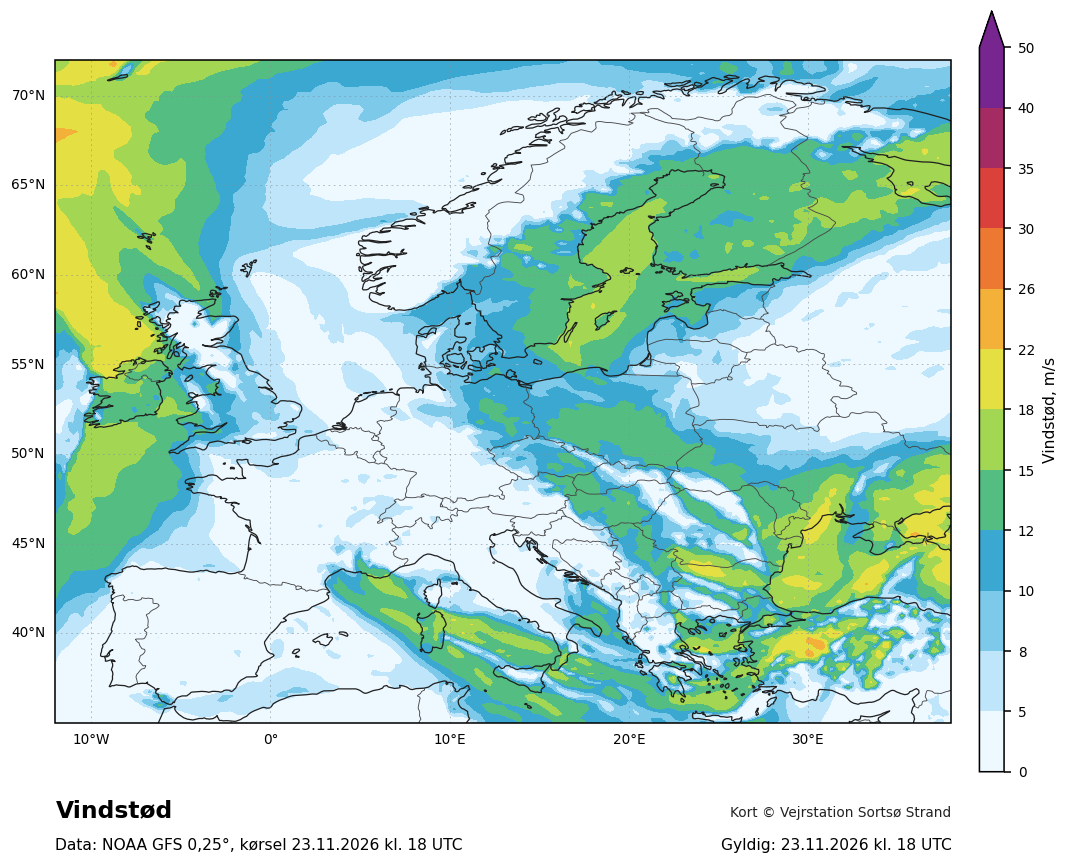 50
40
35
30
26
22
18
15
12
10
8
5
0
Vindstød, m/s
70°N
65°N
60°N
55°N
50°N
45°N
40°N
10°W
0°
10°E
20°E
30°E
Vindstød
Kort © Vejrstation Sortsø Strand
Data: NOAA GFS 0,25°, kørsel 23.11.2026 kl. 18 UTC
Gyldig: 23.11.2026 kl. 18 UTC